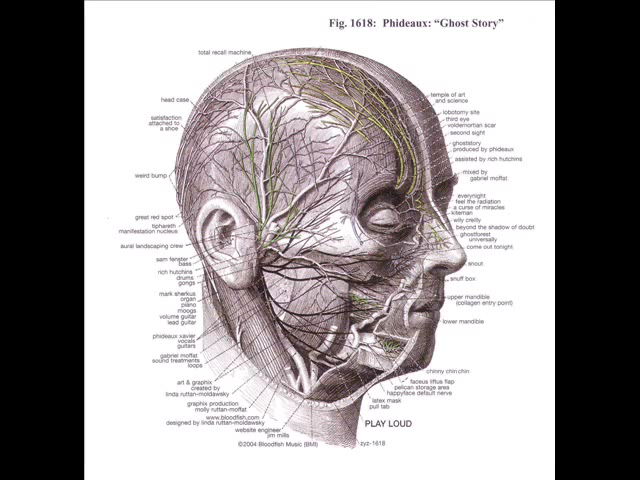 Fig. 1618: Phideaux: “Ghost Story”
total recall machine
head case
satisfaction
attached to
a shoe
weird bump
great red spot
tiphareth
manifestation nucleus
aural landscaping crew
sam fenster
bass
rich hutchins
drums
gongs
mark sherkus
organ
piano
moogs
volume guitar
lead guitar
phideaux xavier
vocals
guitars
gabriel moffat
sound treatments
loops
art & graphix
created by
linda ruttan-moldawsky
graphix production
molly ruttan-moffat
www.bloodfish.com
designed by linda ruttan-moldawsky
website engineer
jim mills
©2004 Bloodfish Music (BMI)
temple of art
and science
lobotomy site
third eye
voldemortian scar
second sight
ghoststory
produced by phideaux
assisted by rich hutchins
mixed by
gabriel moffat
everynight
feel the radiation
a curse of miracles
kiteman
wily creilly
beyond the shadow of doubt
ghostforest
universally
come out tonight
snout
snuff box
upper mandible
(collagen entry point)
lower mandible
chinny chin chin
faceus liftus flap
pelican storage area
happyface default nerve
latex mask
pull tab
PLAY LOUD
zyz-1618